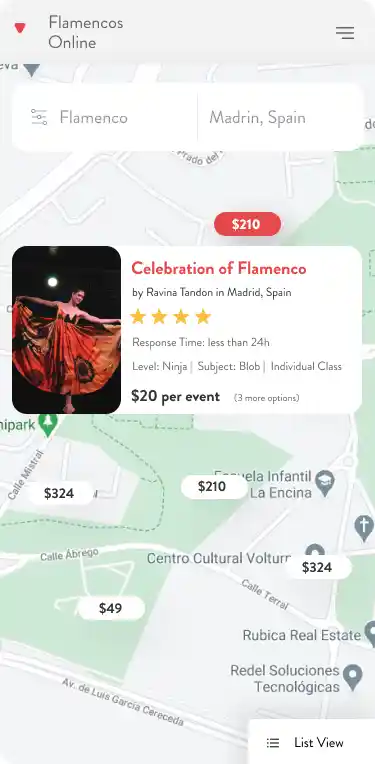 Flamencos
Online
eva
Flamenco
Madrin, Spain
Prado del
$210
Celebration of Flamenco
by Ravina Tandon in Madrid, Spain
Response Time: less than 24h
Level: Ninja | Subject: Blob | Individual Class
$20 per event (3 more options)
nipark
Calle Mistral
$324
$210
Escuela Infantil
La Encina
Calle Ábrego
Centro Cultural Volturn
$324
Calle Terral
$49
Rubica Real Estate
Redel Soluciones
Tecnológicas
Av. de Luis García Cereceda
List View